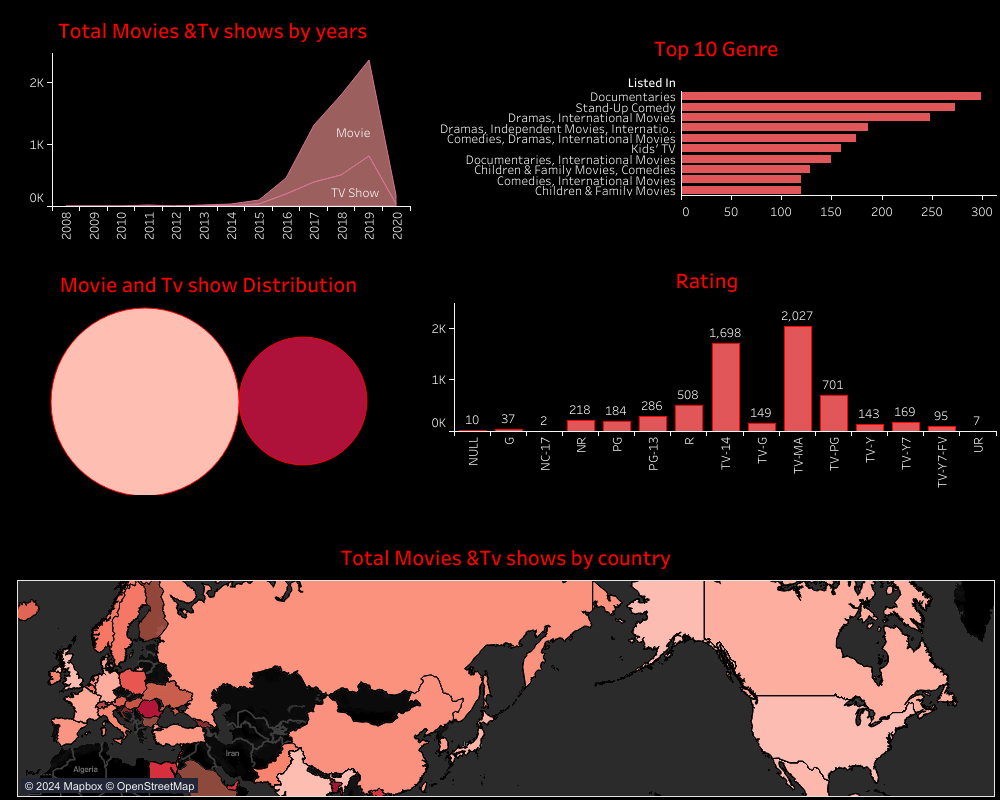 Total Movies &Tv shows by years
2K
1K
0K
Movie
TV Show
2008
2009
2010
2011
2012
2013
2014
2015
2016
2017
2018
2019
2020
Top 10 Genre
Listed In
Documentaries
Stand-Up Comedy
Dramas, International Movies
Dramas, Independent Movies, Internatio..
Comedies, Dramas, International Movies
Kids' TV
Documentaries, International Movies
Children & Family Movies, Comedies
Comedies, International Movies
Children & Family Movies
0 50 100 150 200 250 300
Movie and Tv show Distribution
Rating
2K
1K
0K
10
37
2
218
184
286
508
1,698
149
2,027
701
143
169
95
7
NULL
G
NC-17
NR
PG
PG-13
R
TV-14
TV-G
TV-MA
TV-PG
TV-Y
TV-Y7
TV-Y7-FV
UR
Total Movies &Tv shows by country
Iran
Algeria
© 2024 Mapbox © OpenStreetMap